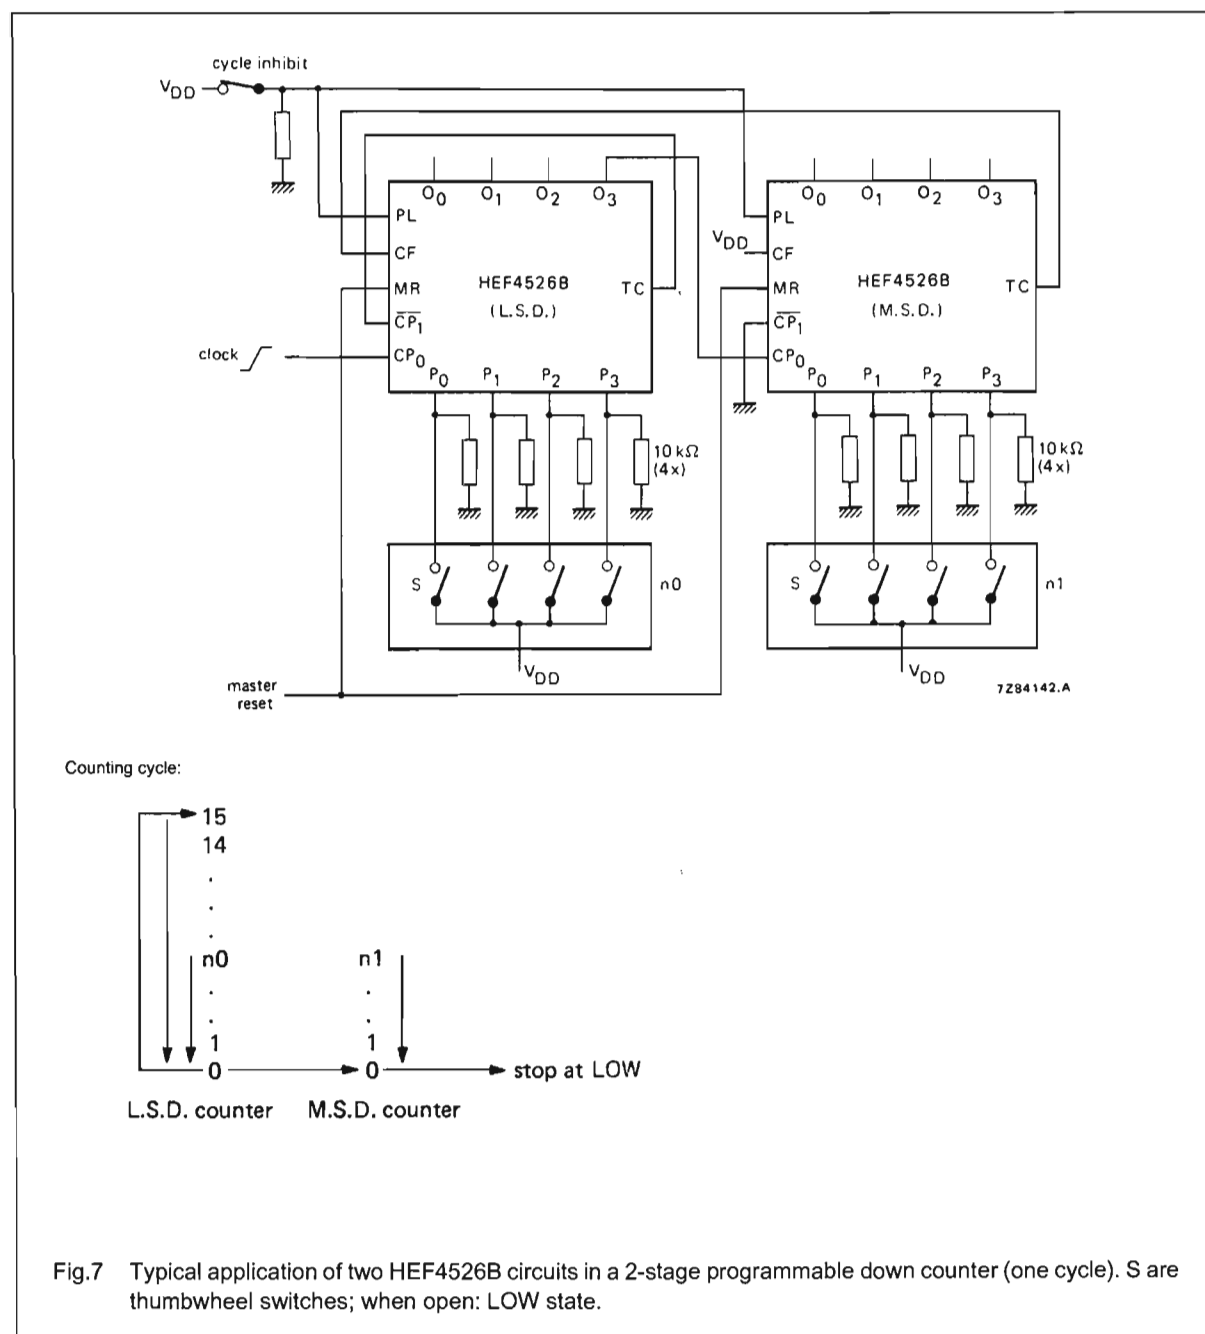 cycle inhibit
VDD
O0 O1 O2 O3
PL
CF
MR
CP1
CP0
HEF4526B
(L.S.D.)
TC
P0 P1 P2 P3
clock
O0 O1 O2 O3
PL
VDD
CF
MR
CP1
CP0
HEF4526B
(M.S.D.)
TC
P0 P1 P2 P3
10 kΩ
(4x)
10 kΩ
(4x)
S
n0
VDD
S
n1
VDD
master
reset
7Z84142.A
Counting cycle:
15
14
.
.
.
n0
.
.
1
0
n1
.
.
1
0
stop at LOW
L.S.D. counter
M.S.D. counter
Fig.7 Typical application of two HEF4526B circuits in a 2-stage programmable down counter (one cycle). S are
thumbwheel switches; when open: LOW state.